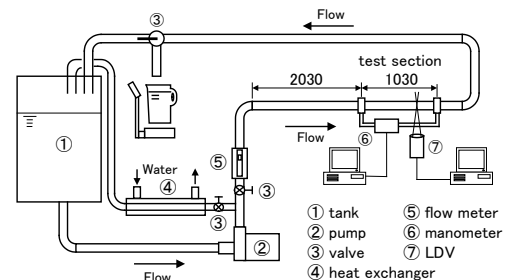 ③
Flow
test section
2030
1030
①
Flow
⑥
⑦
⑤
Water
④
③
③
②
Flow
① tank
② pump
③ valve
④ heat exchanger
⑤ flow meter
⑥ manometer
⑦ LDV